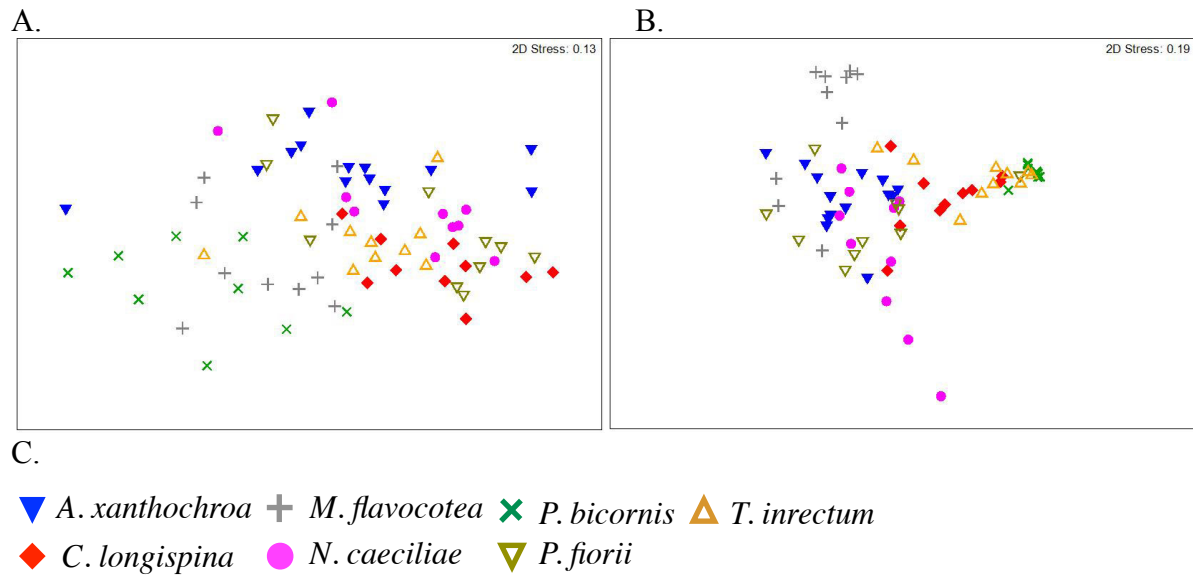 A.
B.
2D Stress: 0.13
2D Stress: 0.19
C.
A. xanthochroa M. flavocotea P. bicornis T. inrectum
C. longispina N. caeciliae P. fiorii